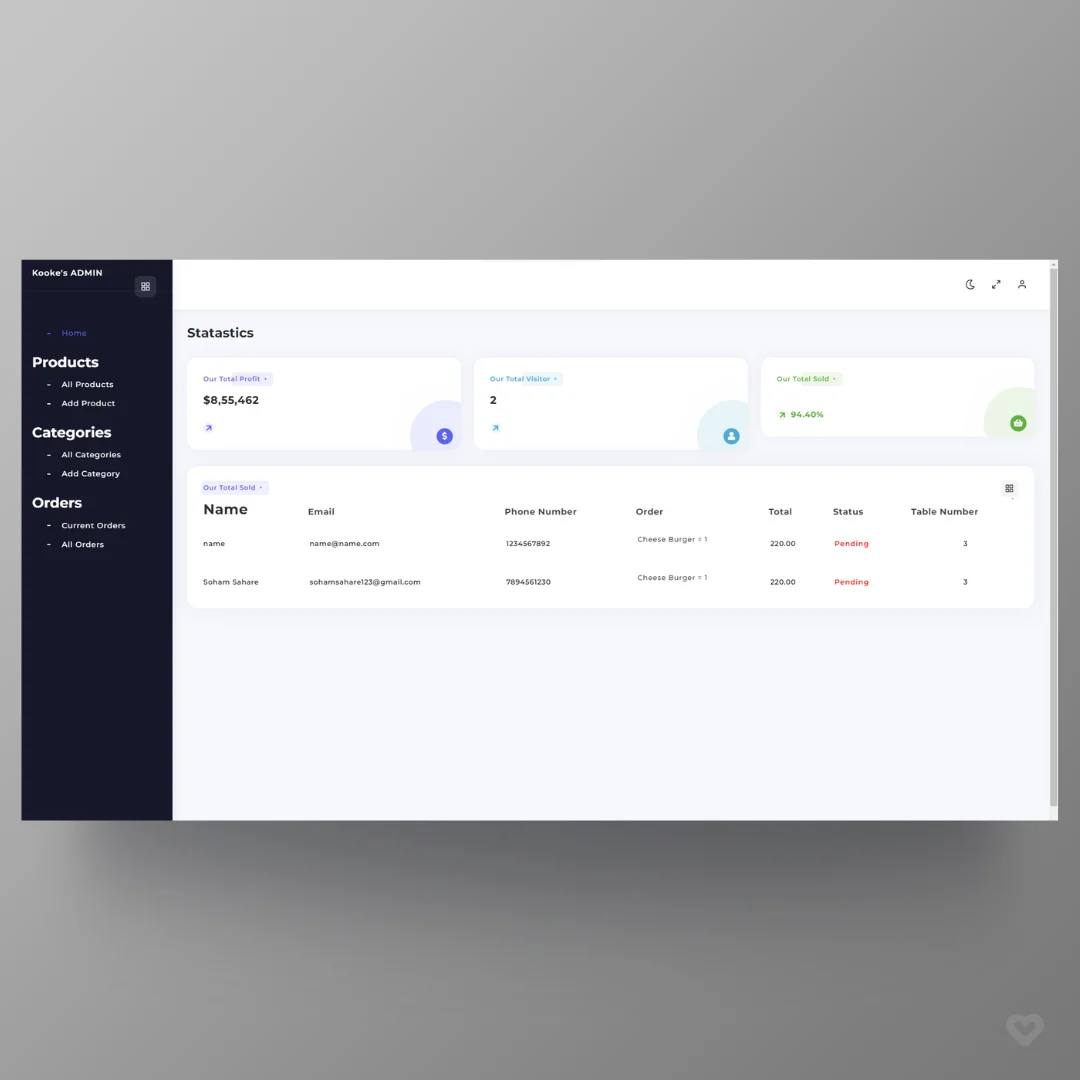 Kooke's ADMIN
- Home
Products
- All Products
- Add Product
Categories
- All Categories
- Add Category
Orders
- Current Orders
- All Orders
Statastics
Our Total Profit •
$8,55,462
Our Total Visitor •
2
Our Total Sold •
94.40%
Our Total Sold •
Name Email Phone Number Order Total Status Table Number
name name@name.com 1234567892 Cheese Burger = 1 220.00 Pending 3
Soham Sahare sohamsahare123@gmail.com 7894561230 Cheese Burger = 1 220.00 Pending 3